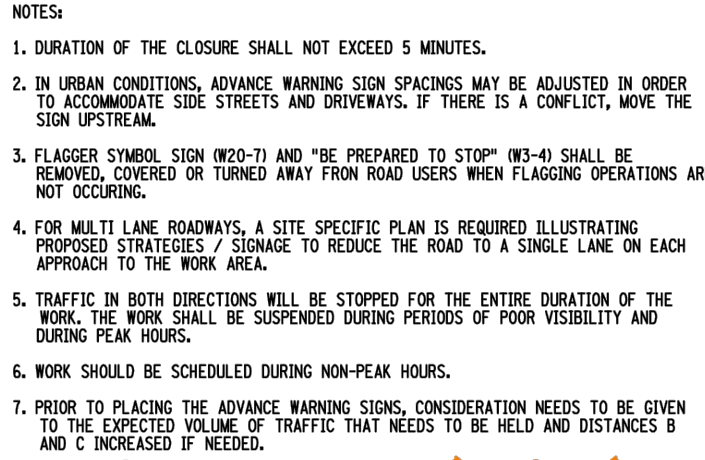 NOTES:
1. DURATION OF THE CLOSURE SHALL NOT EXCEED 5 MINUTES.
2. IN URBAN CONDITIONS, ADVANCE WARNING SIGN SPACINGS MAY BE ADJUSTED IN ORDER
TO ACCOMMODATE SIDE STREETS AND DRIVEWAYS. IF THERE IS A CONFLICT, MOVE THE
SIGN UPSTREAM.
3. FLAGGER SYMBOL SIGN (W20-7) AND "BE PREPARED TO STOP" (W3-4) SHALL BE
REMOVED, COVERED OR TURNED AWAY FRON ROAD USERS WHEN FLAGGING OPERATIONS AR
NOT OCCURING.
4. FOR MULTI LANE ROADWAYS, A SITE SPECIFIC PLAN IS REQUIRED ILLUSTRATING
PROPOSED STRATEGIES / SIGNAGE TO REDUCE THE ROAD TO A SINGLE LANE ON EACH
APPROACH TO THE WORK AREA.
5. TRAFFIC IN BOTH DIRECTIONS WILL BE STOPPED FOR THE ENTIRE DURATION OF THE
WORK. THE WORK SHALL BE SUSPENDED DURING PERIODS OF POOR VISIBILITY AND
DURING PEAK HOURS.
6. WORK SHOULD BE SCHEDULED DURING NON-PEAK HOURS.
7. PRIOR TO PLACING THE ADVANCE WARNING SIGNS, CONSIDERATION NEEDS TO BE GIVEN
TO THE EXPECTED VOLUME OF TRAFFIC THAT NEEDS TO BE HELD AND DISTANCES B
AND C INCREASED IF NEEDED.